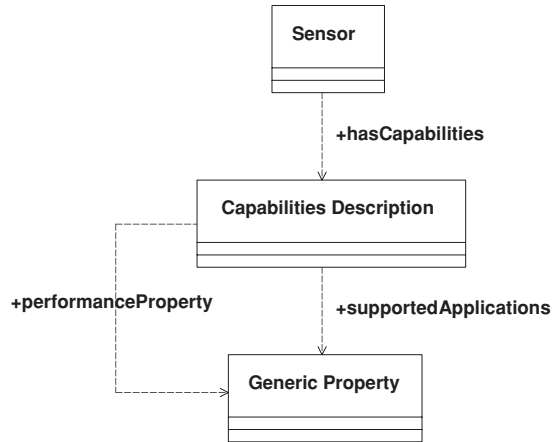 Sensor
+hasCapabilities
Capabilities Description
+performanceProperty
+supportedApplications
Generic Property